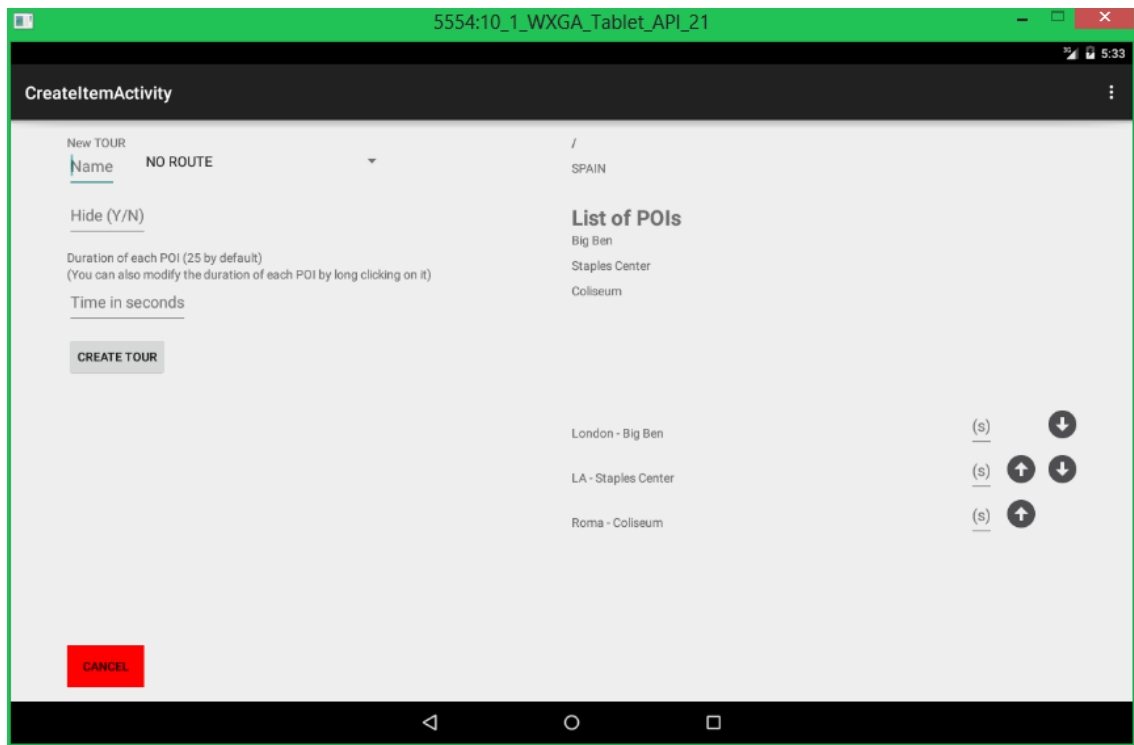 5554:10_1_WXGA_Tablet_API_21
3G 5:33
CreateItemActivity
New TOUR
Name NO ROUTE
Hide (Y/N)
Duration of each POI (25 by default)
(You can also modify the duration of each POI by long clicking on it)
Time in seconds
CREATE TOUR
/
SPAIN
List of POIs
Big Ben
Staples Center
Coliseum
London - Big Ben (s)
LA - Staples Center (s)
Roma - Coliseum (s)
CANCEL